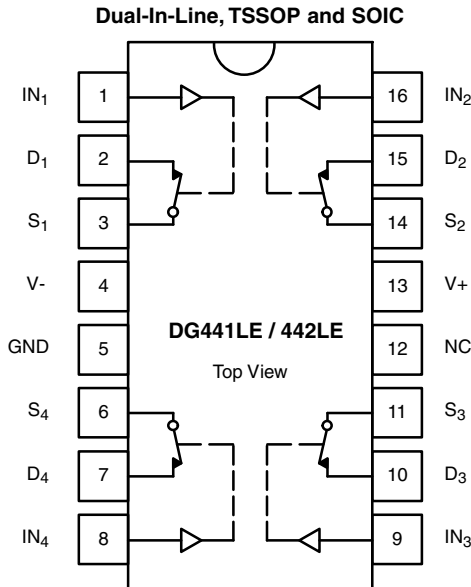 Dual-In-Line, TSSOP and SOIC
IN₁ 1 16 IN₂
D₁ 2 15 D₂
S₁ 3 14 S₂
V- 4 13 V+
GND 5 DG441LE / 442LE 12 NC
Top View
S₄ 6 11 S₃
D₄ 7 10 D₃
IN₄ 8 9 IN₃